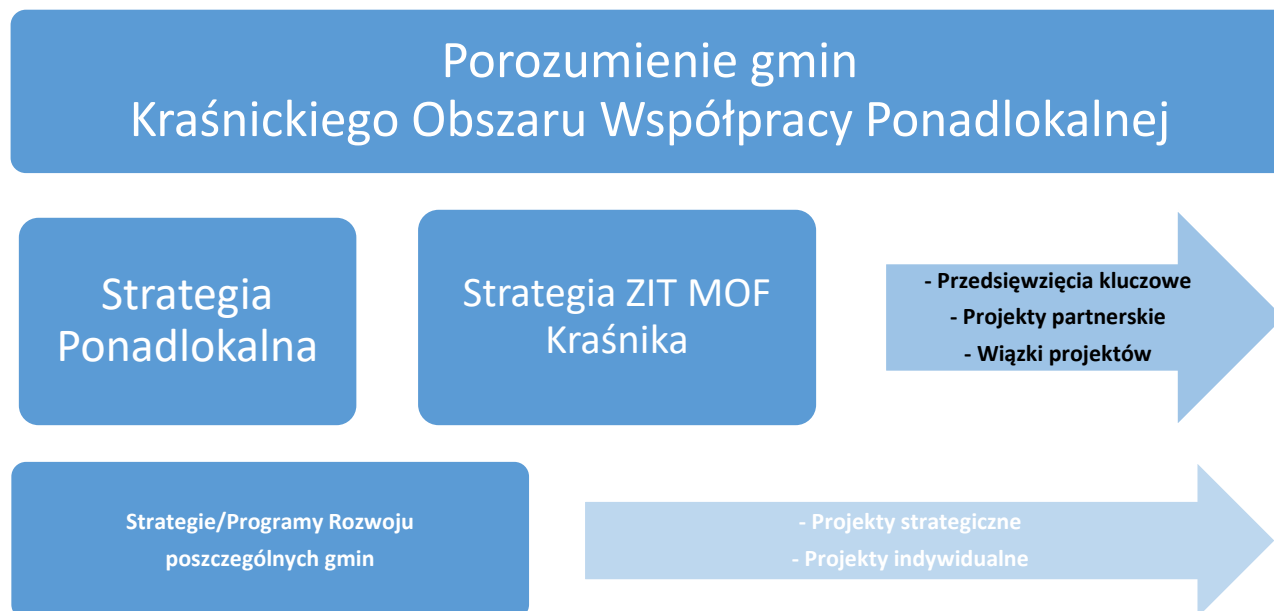 Porozumienie gmin
Kraśnickiego Obszaru Współpracy Ponadlokalnej
Strategia
Ponadlokalna
Strategia ZIT MOF
Kraśnika
- Przedsięwzięcia kluczowe
- Projekty partnerskie
- Wiązki projektów
Strategie/Programy Rozwoju
poszczególnych gmin
- Projekty strategiczne
- Projekty indywidualne